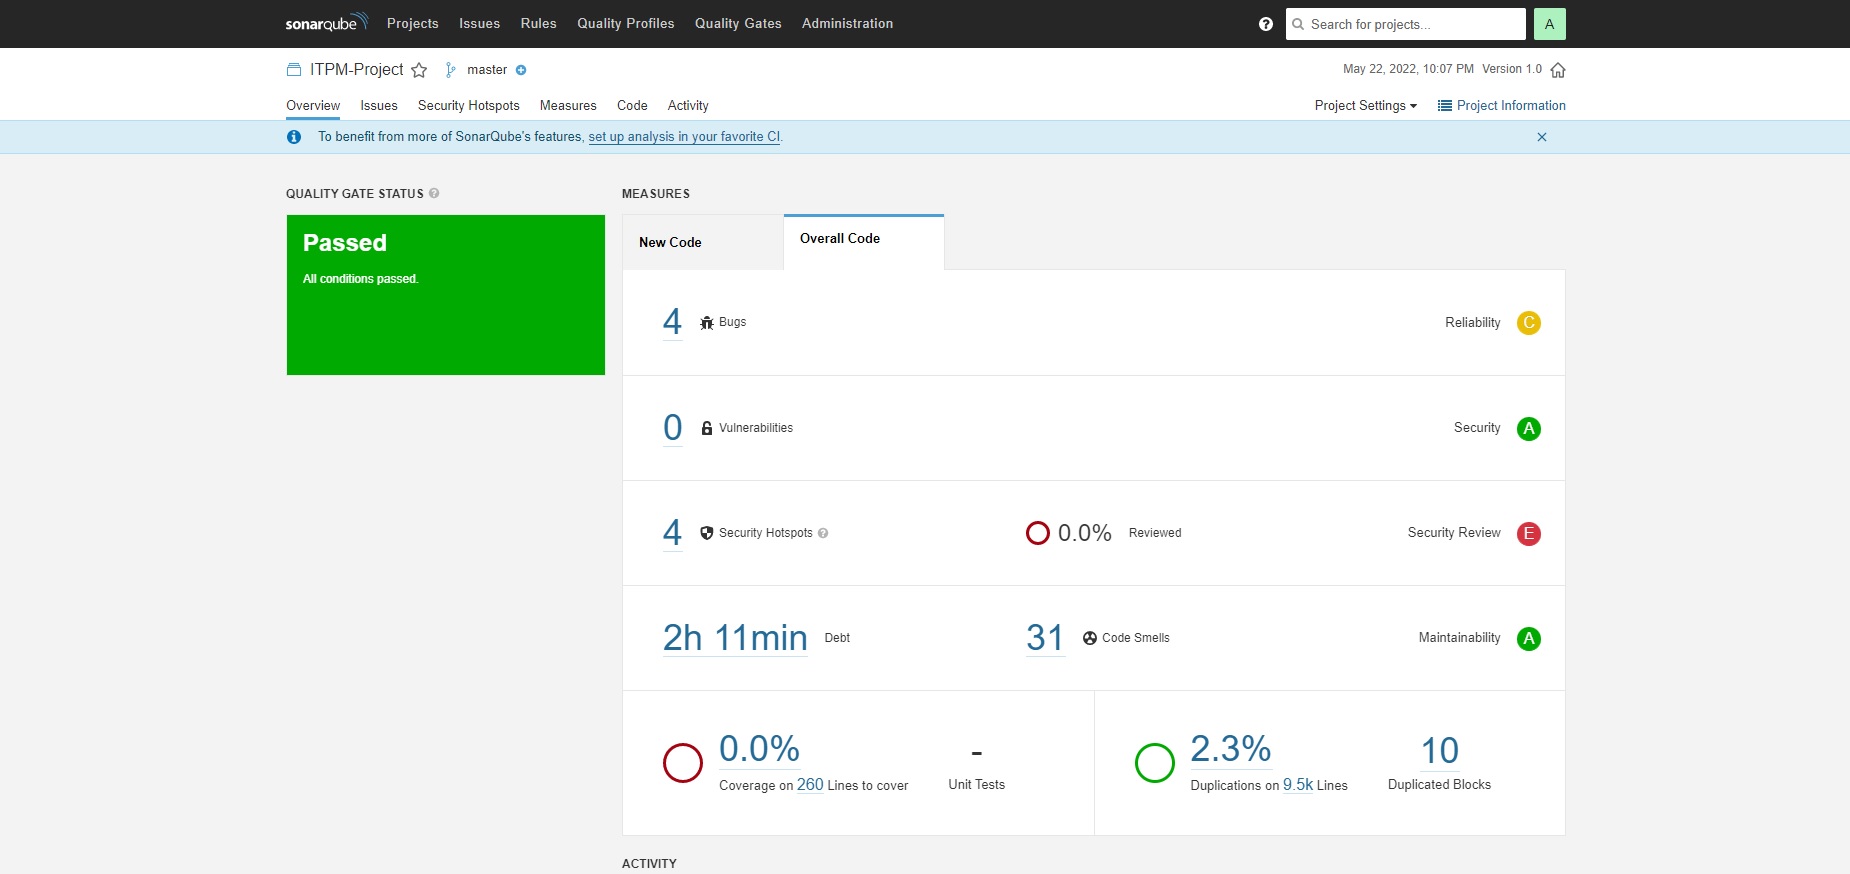 sonarqube Projects Issues Rules Quality Profiles Quality Gates Administration ? Search for projects... A
ITPM-Project master May 22, 2022, 10:07 PM Version 1.0
Overview Issues Security Hotspots Measures Code Activity Project Settings Project Information
To benefit from more of SonarQube's features, set up analysis in your favorite CI.
QUALITY GATE STATUS ?
Passed
All conditions passed.
MEASURES
New Code Overall Code
4 Bugs Reliability C
0 Vulnerabilities Security A
4 Security Hotspots ? 0.0% Reviewed Security Review E
2h 11min Debt 31 Code Smells Maintainability A
0.0% -
Coverage on 260 Lines to cover Unit Tests
2.3% 10
Duplications on 9.5k Lines Duplicated Blocks
ACTIVITY